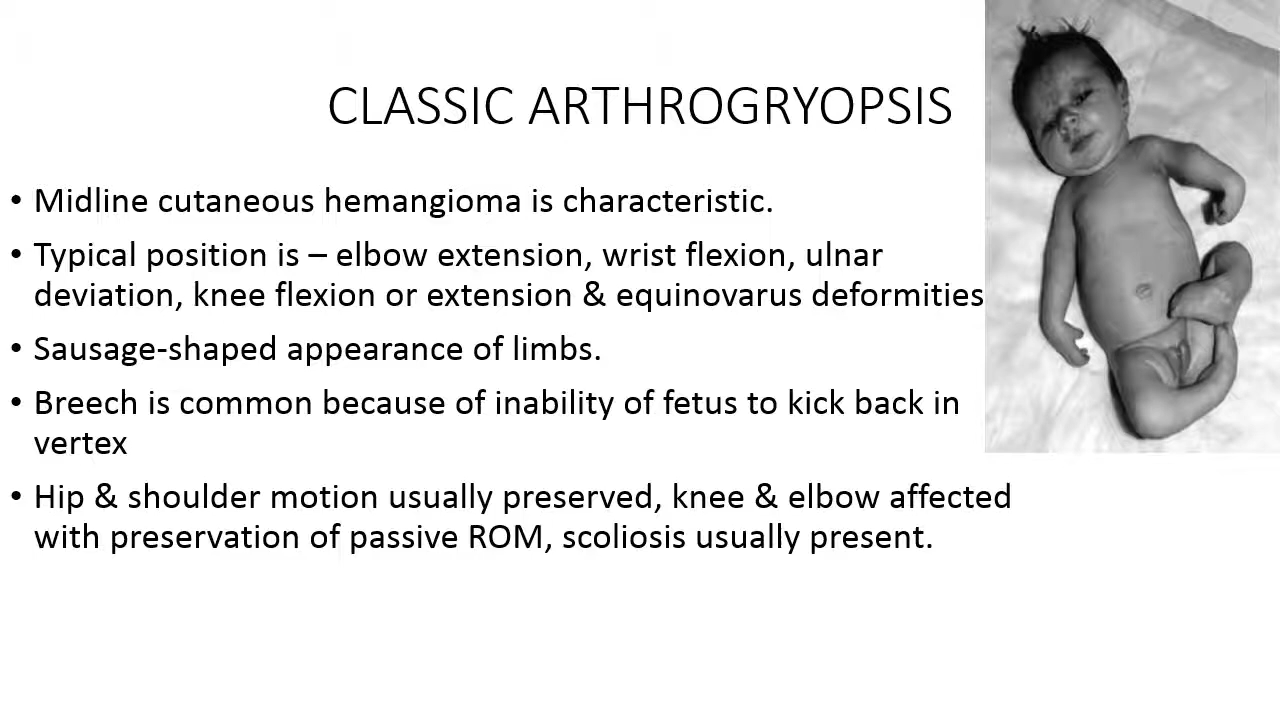 CLASSIC ARTHROGRYOPSIS
• Midline cutaneous hemangioma is characteristic.
• Typical position is – elbow extension, wrist flexion, ulnar
deviation, knee flexion or extension & equinovarus deformities
• Sausage-shaped appearance of limbs.
• Breech is common because of inability of fetus to kick back in
vertex
• Hip & shoulder motion usually preserved, knee & elbow affected
with preservation of passive ROM, scoliosis usually present.